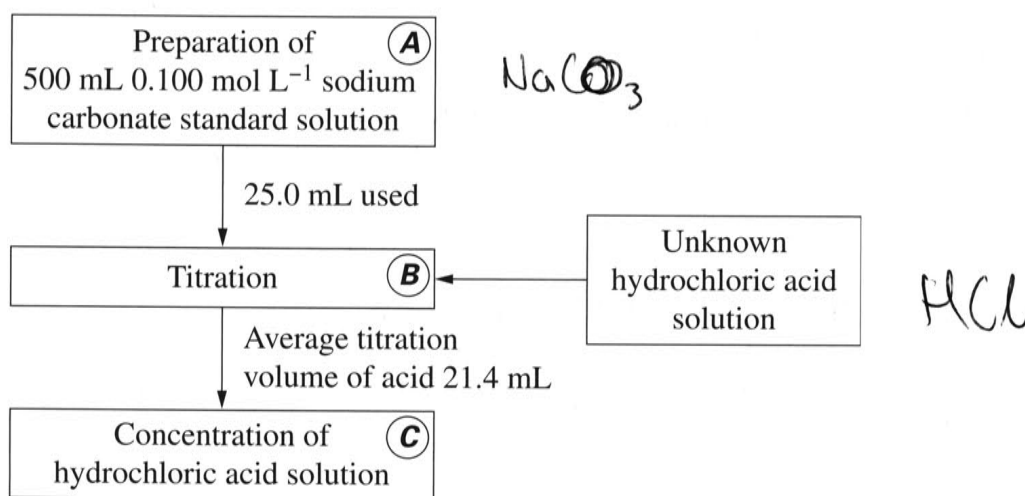 Preparation of
500 mL 0.100 mol L⁻¹ sodium
carbonate standard solution
A
NaCO₃
25.0 mL used
Titration
B
Unknown
hydrochloric acid
solution
HCl
Average titration
volume of acid 21.4 mL
Concentration of
hydrochloric acid solution
C